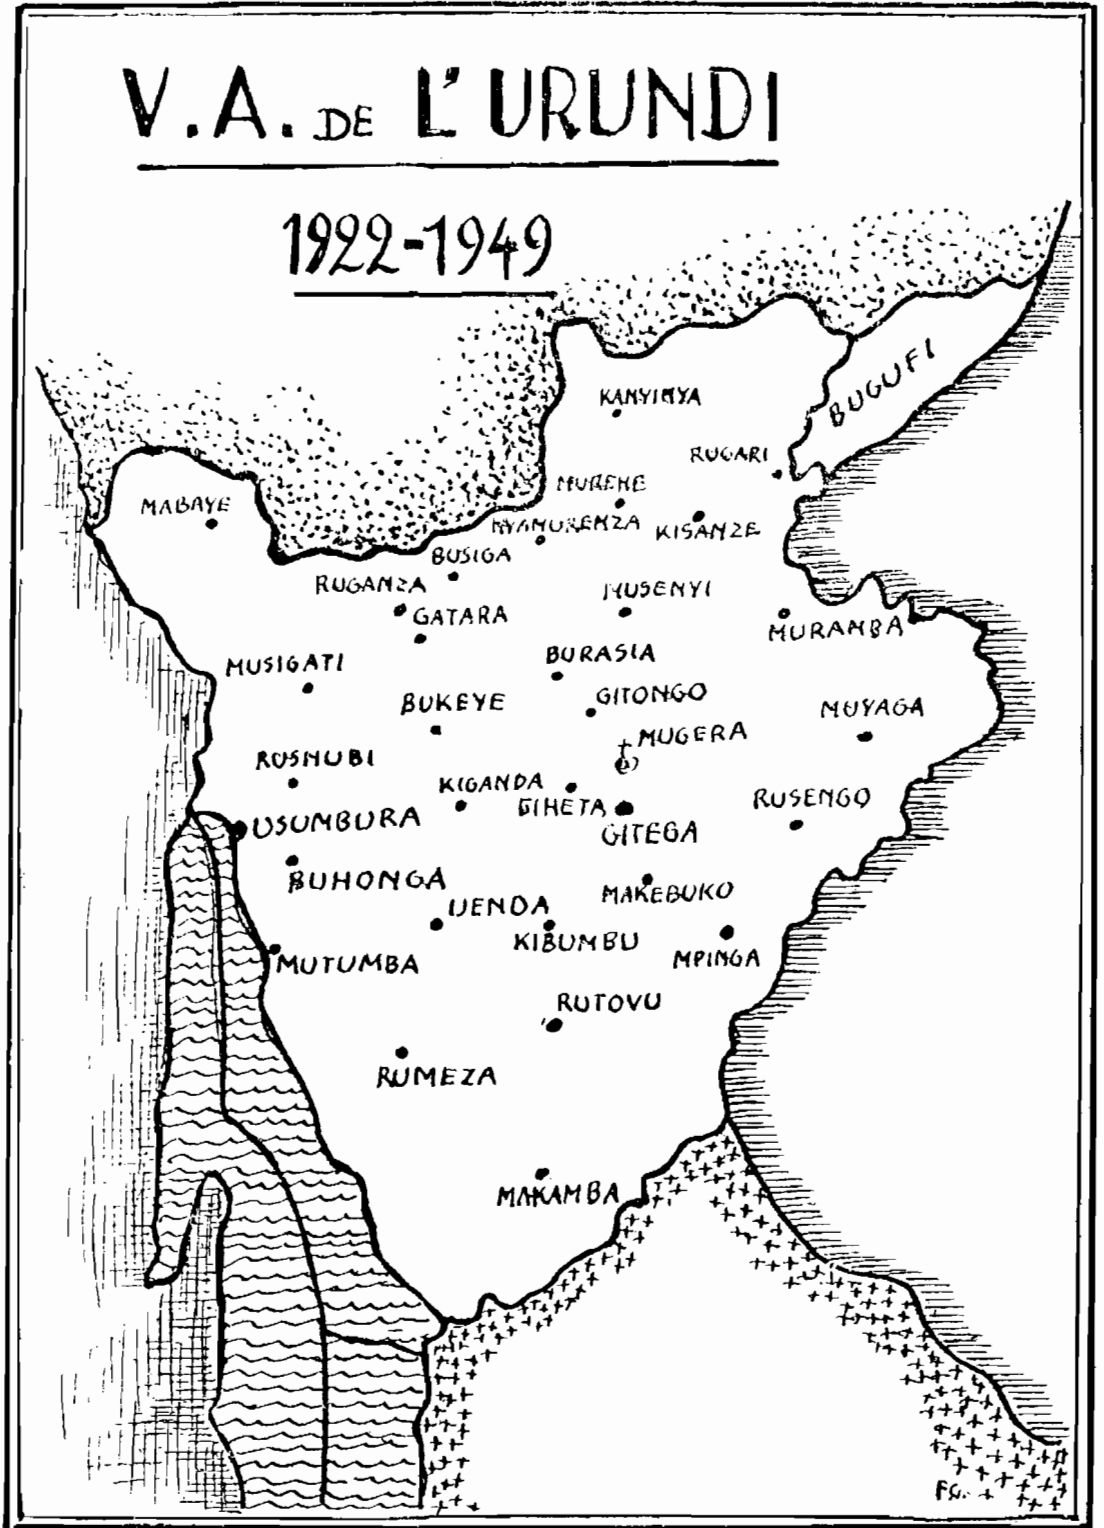 V.A. DE L'URUNDI
1922-1949
BUGUFI
KANYINYA
RUGARI
MUREHE
MABAYE
NYAMURENZA
KISANZE
BUSIGA
RUGANZA
MUSENYI
GATARA
MURAMBA
BURASIA
MUSIGATI
GITONGO
BUKEYE
MUYAGA
MUGERA
RUSHUBI
KIGANDA
GIHETA
RUSENGO
USUMBURA
GITEGA
BUHONGA
MAKEBUKO
IJENDA
KIBUMBU
MPINGA
MUTUMBA
RUTOVU
RUMEZA
MAKAMBA